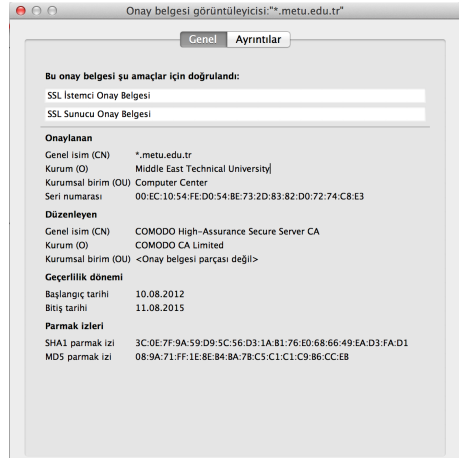 Onay belgesi görüntüleyicisi:"*.metu.edu.tr"
Genel Ayrıntılar
Bu onay belgesi şu amaçlar için doğrulandı:
SSL İstemci Onay Belgesi
SSL Sunucu Onay Belgesi
Onaylanan
Genel isim (CN) *.metu.edu.tr
Kurum (O) Middle East Technical University
Kurumsal birim (OU) Computer Center
Seri numarası 00:EC:10:54:FE:D0:54:BE:73:2D:83:82:D0:72:74:C8:E3
Düzenleyen
Genel isim (CN) COMODO High-Assurance Secure Server CA
Kurum (O) COMODO CA Limited
Kurumsal birim (OU) <Onay belgesi parçası değil>
Geçerlilik dönemi
Başlangıç tarihi 10.08.2012
Bitiş tarihi 11.08.2015
Parmak izleri
SHA1 parmak izi 3C:0E:7F:9A:59:D9:5C:56:D3:1A:B1:76:E0:68:66:49:EA:D3:FA:D1
MD5 parmak izi 08:9A:71:FF:1E:8E:B4:BA:7B:C5:C1:C1:C9:B6:CC:EB